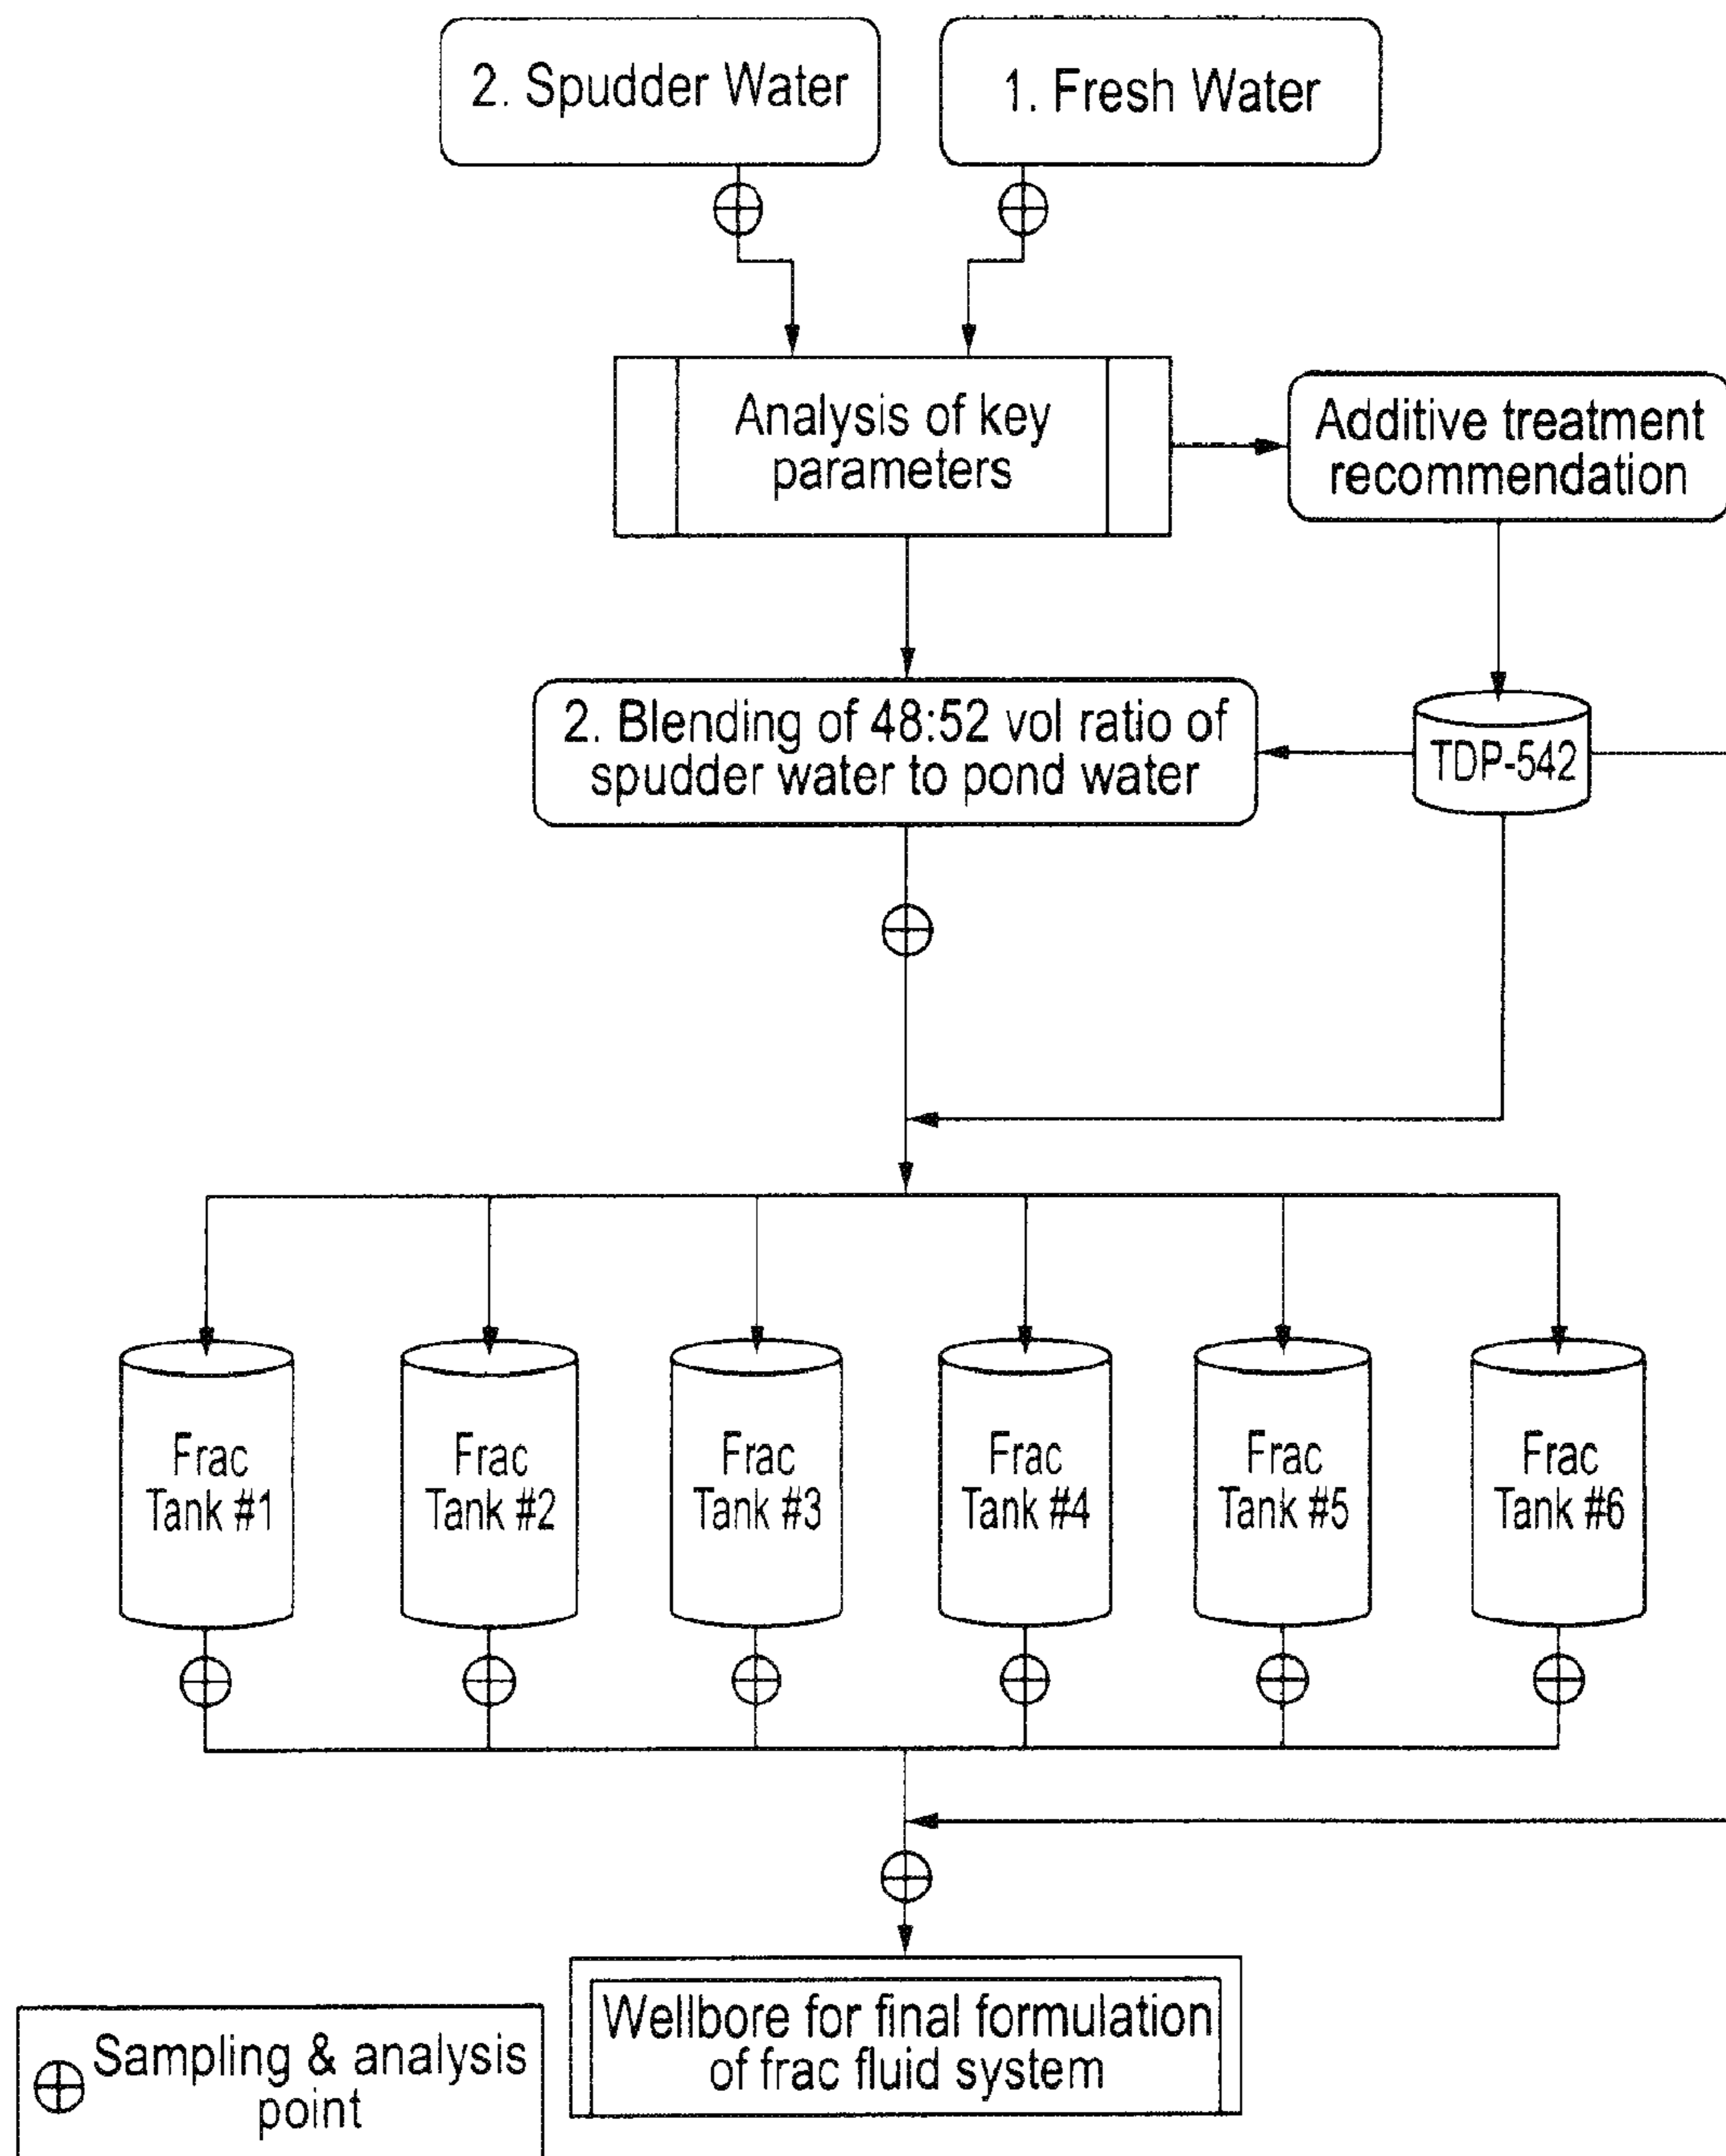 2. Spudder Water
1. Fresh Water
Analysis of key
parameters
Additive treatment
recommendation
2. Blending of 48:52 vol ratio of
spudder water to pond water
TDP-542
Frac
Tank #1
Frac
Tank #2
Frac
Tank #3
Frac
Tank #4
Frac
Tank #5
Frac
Tank #6
Wellbore for final formulation
of frac fluid system
Sampling & analysis
point